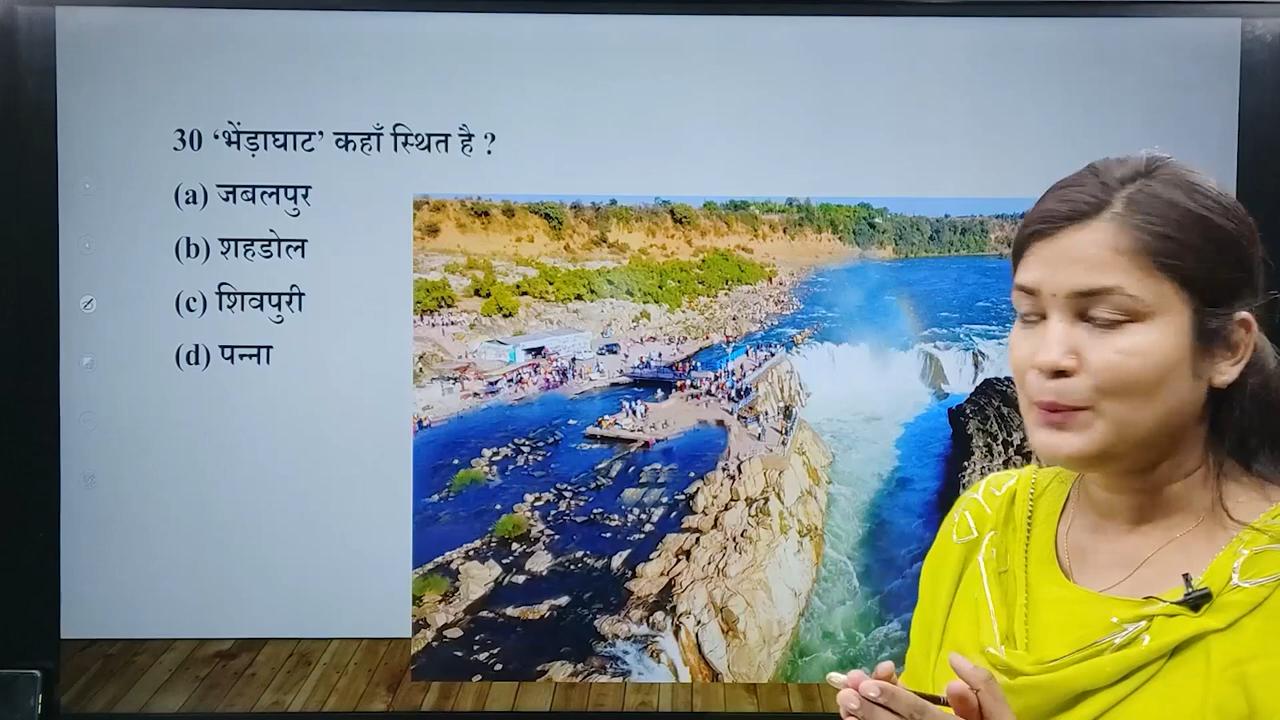 30 ‘भेंड़ाघाट’ कहाँ स्थित है ?
(a) जबलपुर
(b) शहडोल
(c) शिवपुरी
(d) पन्ना